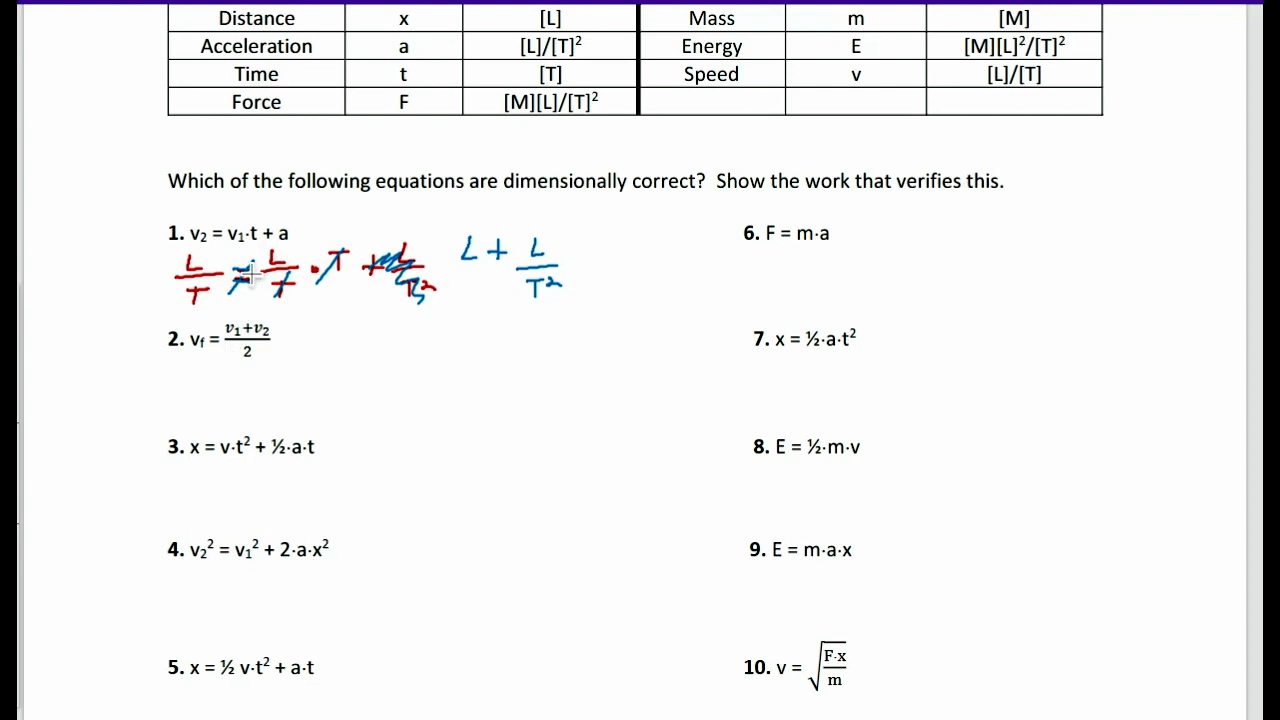 Distance x [L] Mass m [M]
Acceleration a [L]/[T]² Energy E [M][L]²/[T]²
Time t [T] Speed v [L]/[T]
Force F [M][L]/[T]²
Which of the following equations are dimensionally correct? Show the work that verifies this.
1. v₂ = v₁·t + a
L/T ≠ L/T • T + L/T² L + L/T²
2. vf = (v₁+v₂)/2
3. x = v·t² + ½·a·t
4. v₂² = v₁² + 2·a·x²
5. x = ½ v·t² + a·t
6. F = m·a
7. x = ½·a·t²
8. E = ½·m·v
9. E = m·a·x
10. v = √(F·x/m)